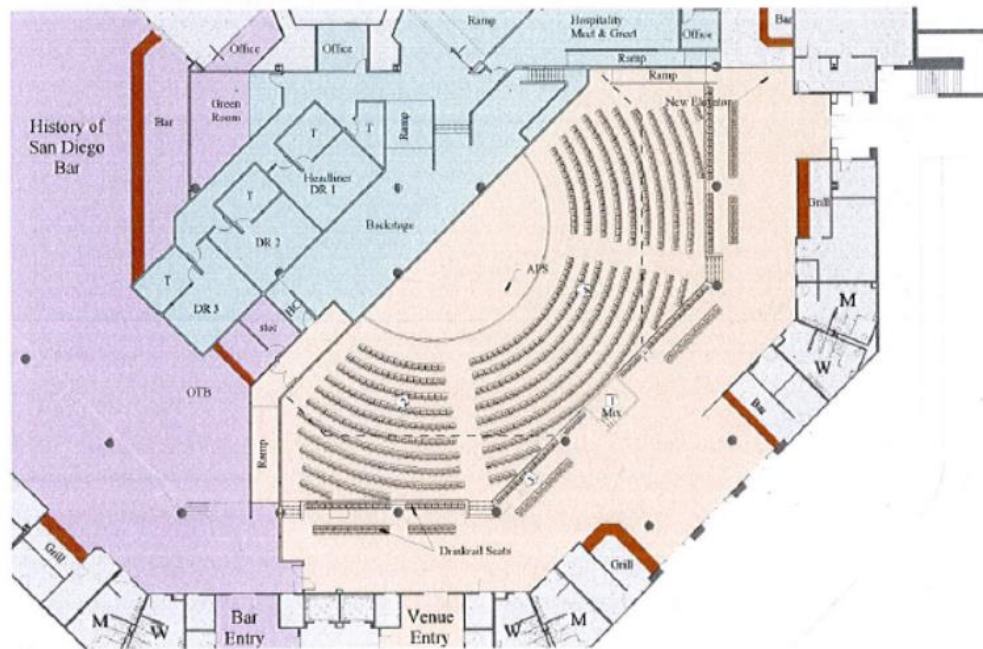 Ramp
Hospitality
Meet & Greet
Office
Bar
Office
Office
Ramp
Ramp
New Elevator
Green
Room
Bar
History of
San Diego
Bar
T
T
Ramp
Headliner
DR 1
T
Grill
DR 2
Backstage
T
DR 3
APS
M
W
stor
OTB
1
Mix
Bar
Ramp
Drinkrail Seats
Grill
Grill
M
W
Bar
Entry
Venue
Entry
W
M